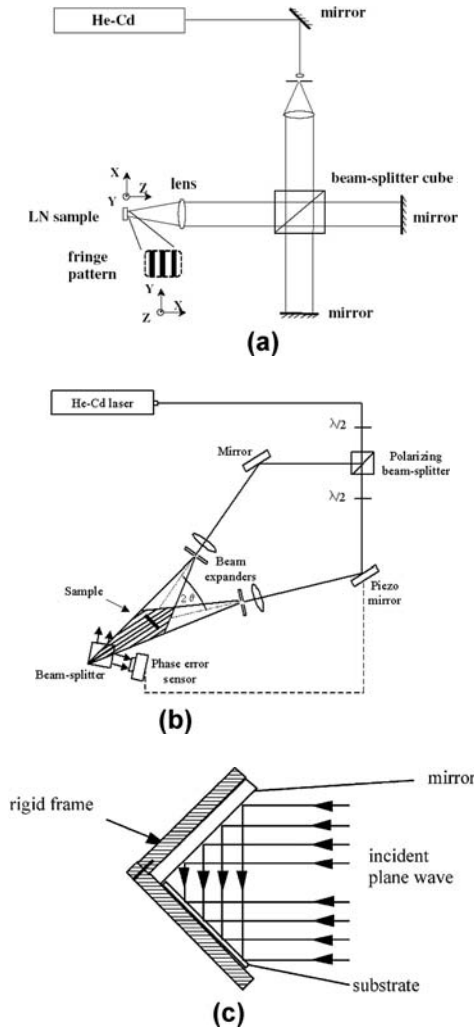 He-Cd
mirror
beam-splitter cube
X
Z
Y
lens
LN sample
mirror
fringe
pattern
Y
X
Z
mirror
(a)
He-Cd laser
λ/2
Mirror
Polarizing
beam-splitter
λ/2
Beam
expanders
Sample
2θ
Piezo
mirror
Beam-splitter
Phase error
sensor
(b)
mirror
rigid frame
incident
plane wave
substrate
(c)